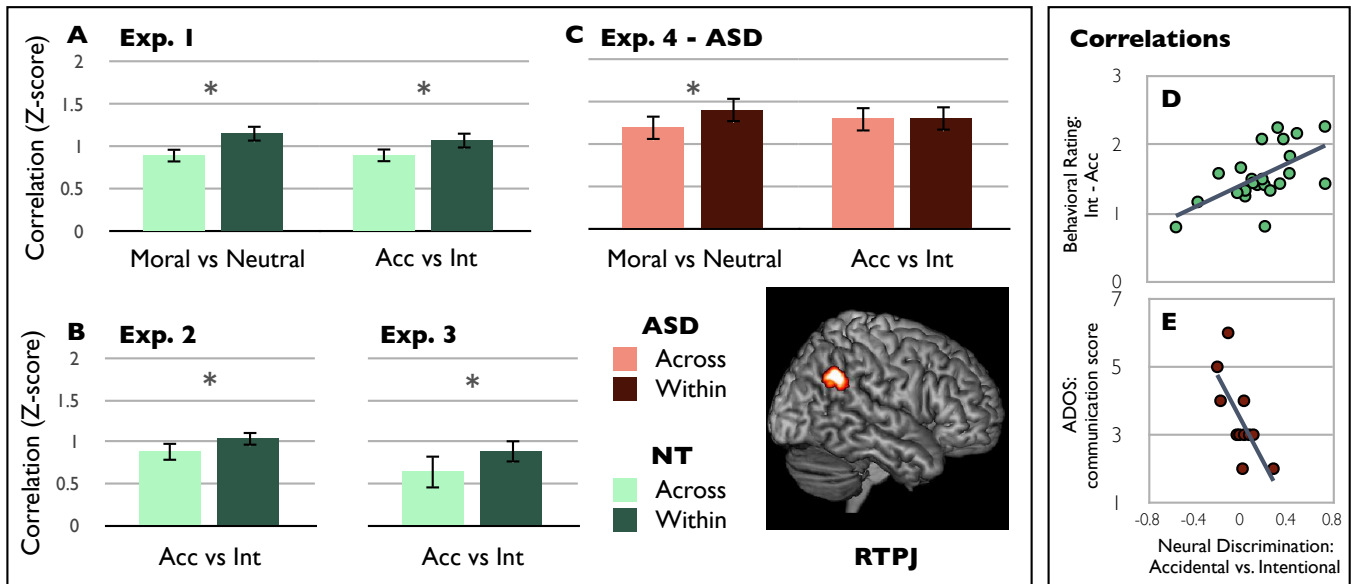 A Exp. 1
Correlation (Z-score)
2
1.5
1
0.5
0
* *
Moral vs Neutral Acc vs Int
C Exp. 4 - ASD
*
Moral vs Neutral Acc vs Int
B Exp. 2
Correlation (Z-score)
2
1.5
1
0.5
0
*
Acc vs Int
Exp. 3
*
Acc vs Int
ASD
Across
Within
NT
Across
Within
RTPJ
Correlations
D
Behavioral Rating:
Int - Acc
3
2
1
0
E
ADOS:
communication score
7
5
3
1
-0.8 -0.4 0 0.4 0.8
Neural Discrimination:
Accidental vs. Intentional